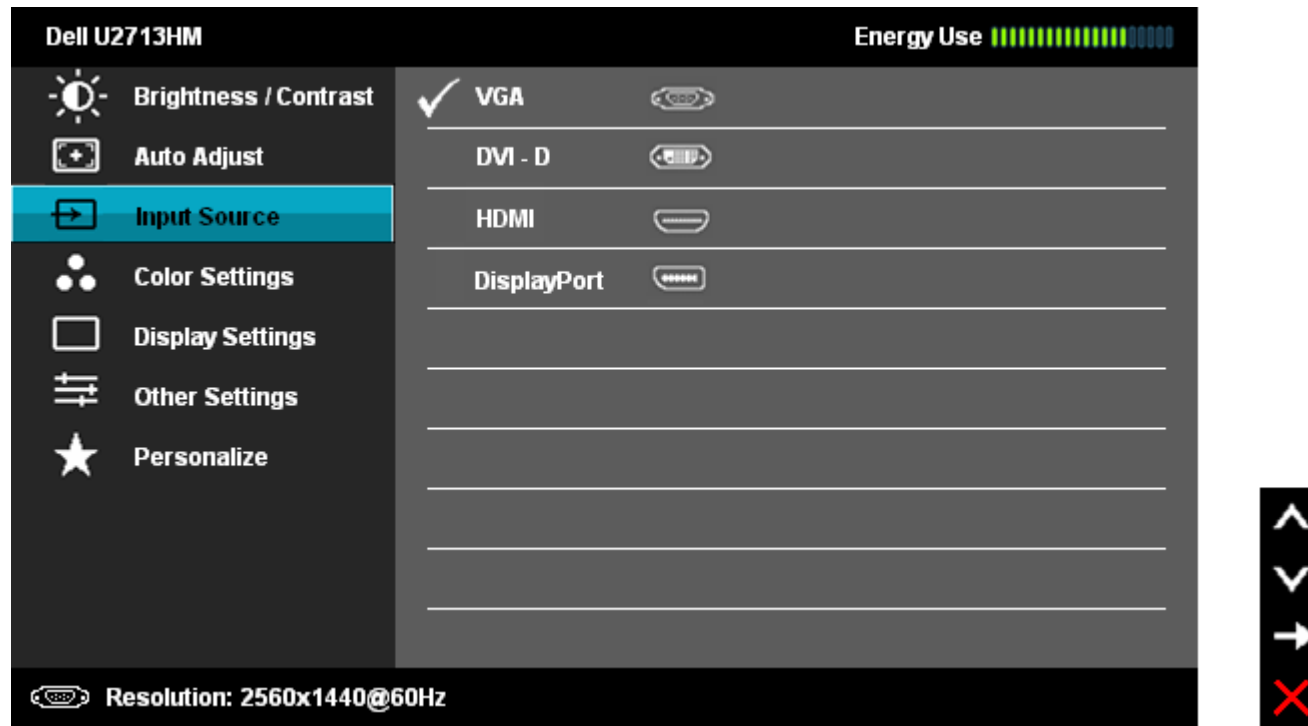 Dell U2713HM
Energy Use
Brightness / Contrast
Auto Adjust
Input Source
Color Settings
Display Settings
Other Settings
Personalize
VGA
DVI - D
HDMI
DisplayPort
Resolution: 2560x1440@60Hz